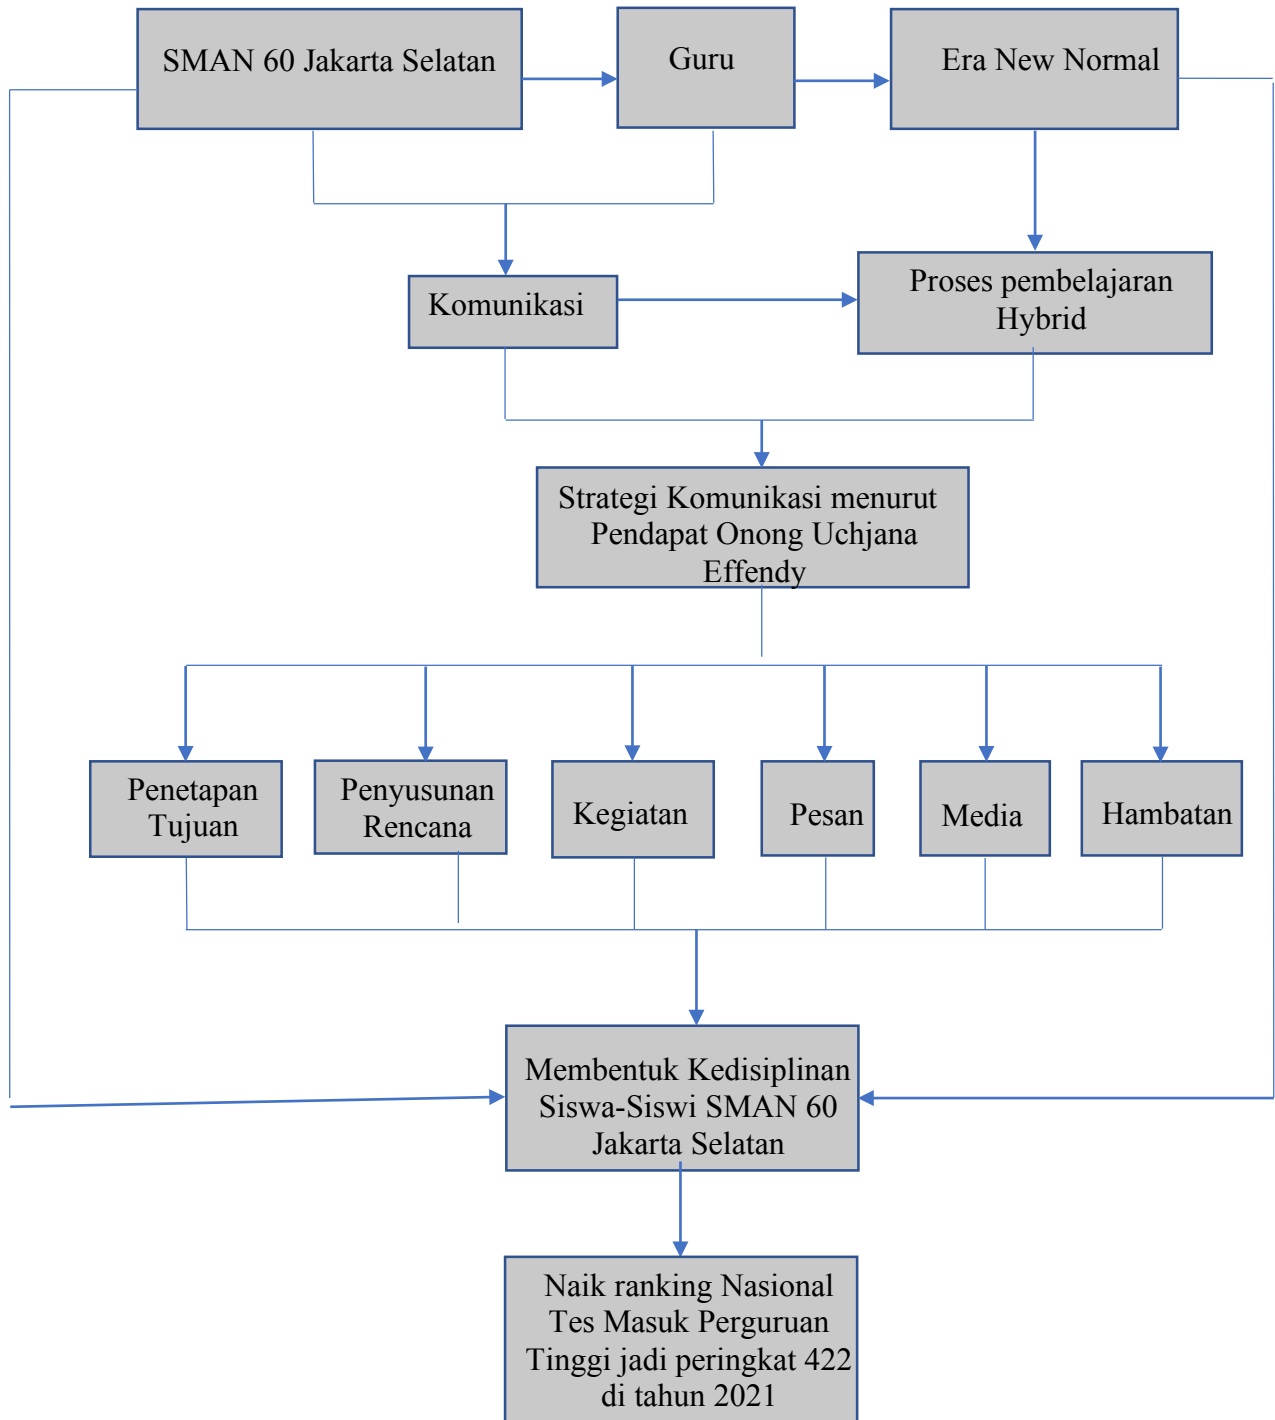 SMAN 60 Jakarta Selatan
Guru
Era New Normal
Komunikasi
Proses pembelajaran
Hybrid
Strategi Komunikasi menurut
Pendapat Onong Uchjana
Effendy
Penetapan
Tujuan
Penyusunan
Rencana
Kegiatan
Pesan
Media
Hambatan
Membentuk Kedisiplinan
Siswa-Siswi SMAN 60
Jakarta Selatan
Naik ranking Nasional
Tes Masuk Perguruan
Tinggi jadi peringkat 422
di tahun 2021